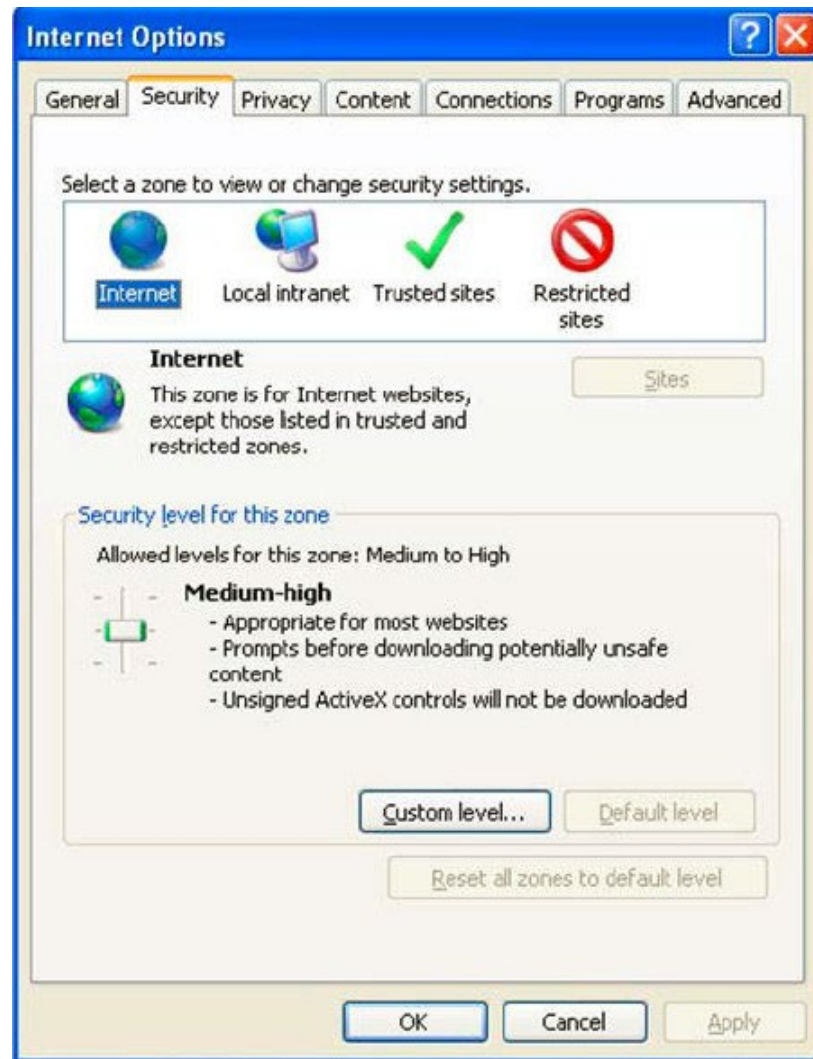 Internet Options
General Security Privacy Content Connections Programs Advanced
Select a zone to view or change security settings.
Internet Local intranet Trusted sites Restricted
sites
Internet
Sites
This zone is for Internet websites,
except those listed in trusted and
restricted zones.
Security level for this zone
Allowed levels for this zone: Medium to High
Medium-high
- Appropriate for most websites
- Prompts before downloading potentially unsafe
content
- Unsigned ActiveX controls will not be downloaded
Custom level... Default level
Reset all zones to default level
OK Cancel Apply